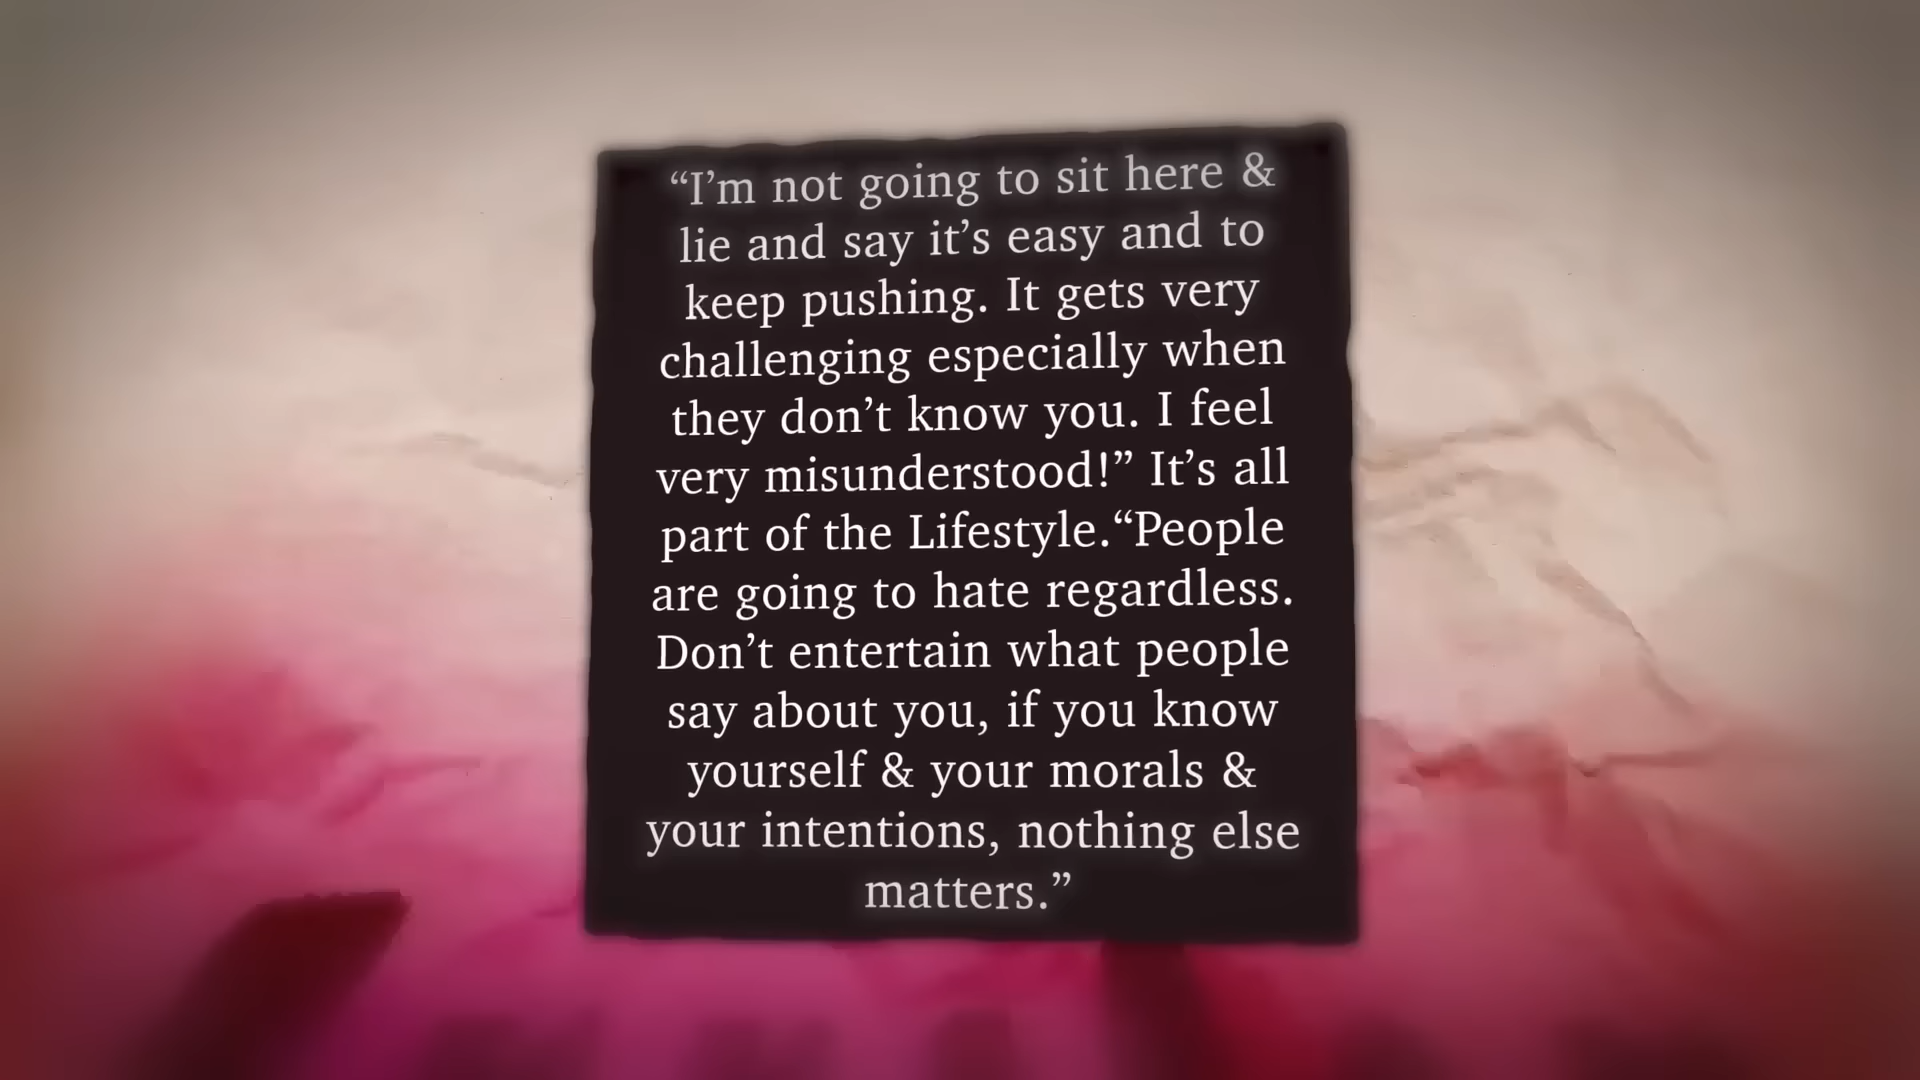 “I’m not going to sit here &
lie and say it’s easy and to
keep pushing. It gets very
challenging especially when
they don’t know you. I feel
very misunderstood!” It’s all
part of the Lifestyle.“People
are going to hate regardless.
Don’t entertain what people
say about you, if you know
yourself & your morals &
your intentions, nothing else
matters.”